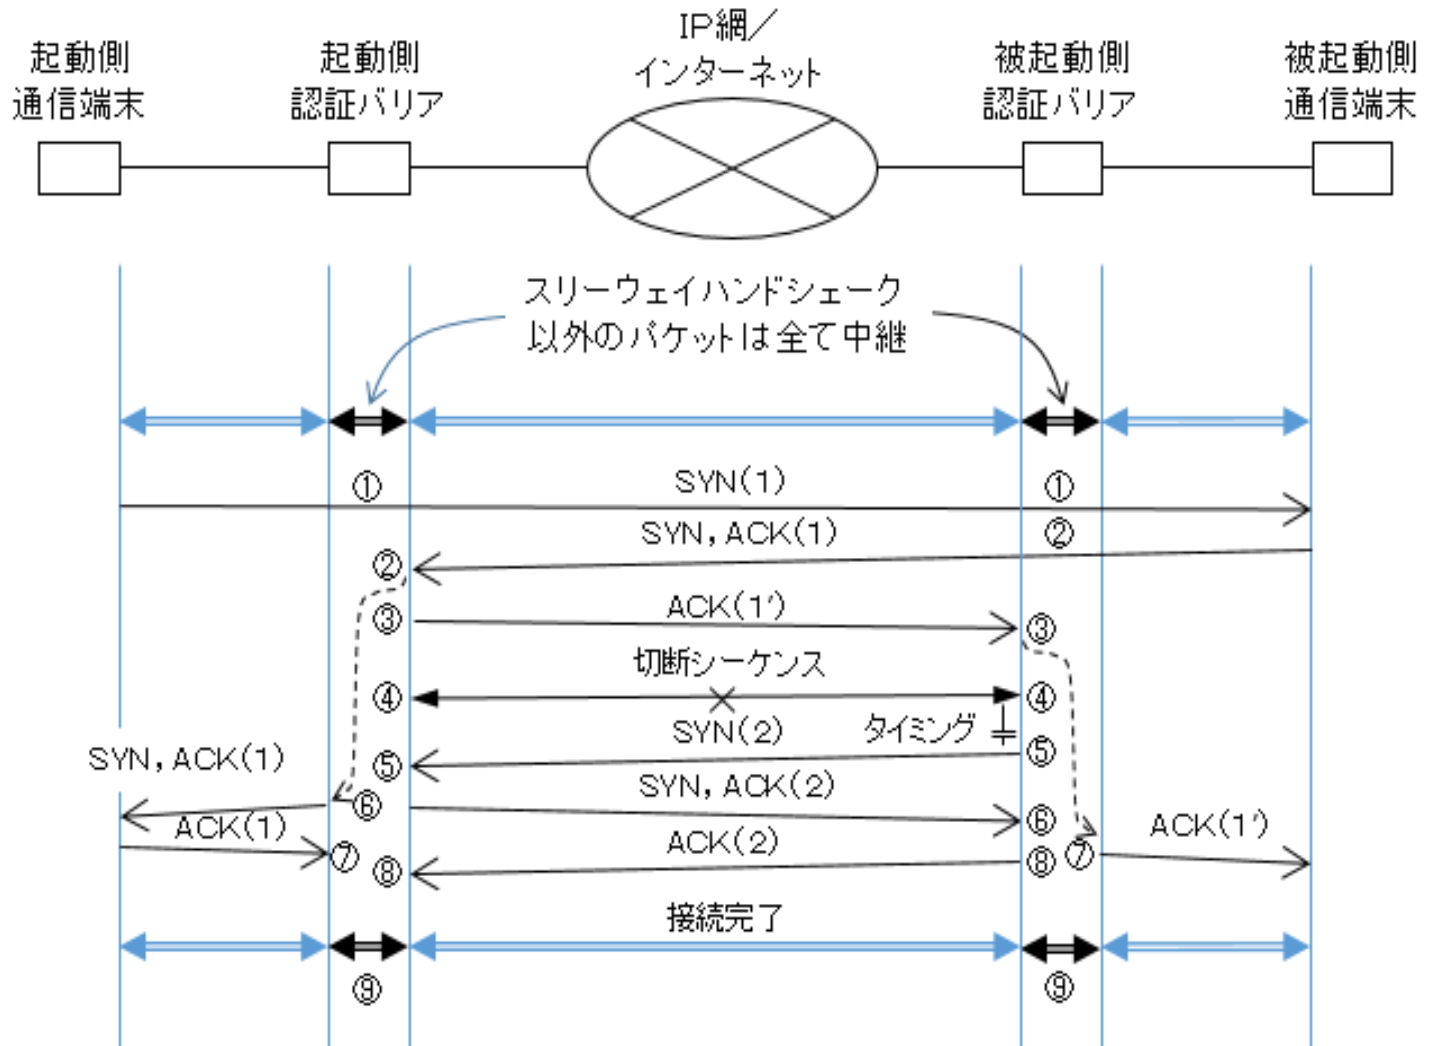 IP網／
インターネット
起動側
通信端末
起動側
認証バリア
被起動側
認証バリア
被起動側
通信端末
スリーウェイハンドシェーク
以外のパケットは全て中継
① SYN(1) ①
SYN,ACK(1) ②
②
③ ACK(1') ③
切断シーケンス
④ ④
SYN(2) タイミング
⑤ ⑤
SYN,ACK(1)
SYN,ACK(2)
⑥ ⑥
ACK(1) ACK(2) ACK(1')
⑦ ⑧ ⑧ ⑦
接続完了
⑨ ⑨